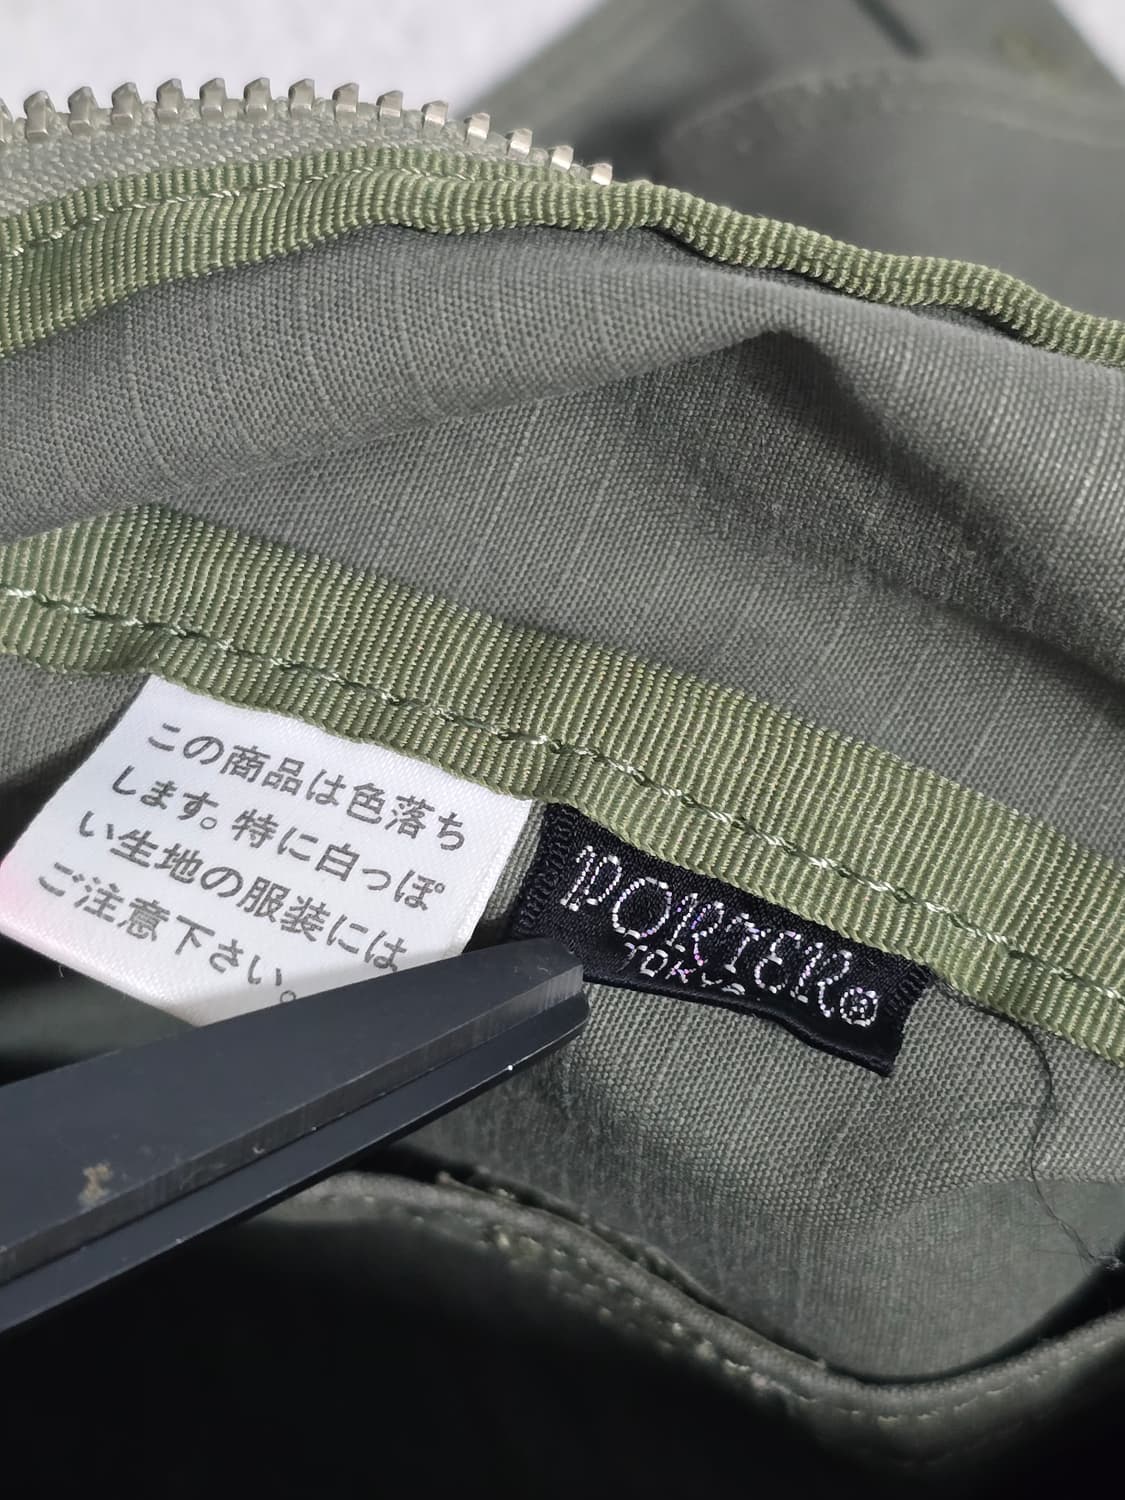 この商品は色落ち
します。特に白っぽ
い生地の服装には
ご注意下さい。
PORTER®